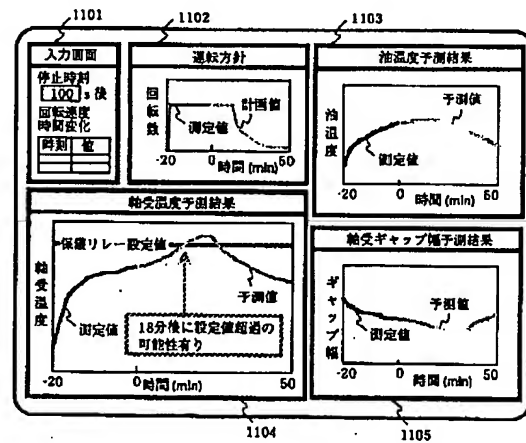 1101
1102
1103
入力画面
停止時刻
100 s 後
回転速度
時間変化
時刻 値
運転方針
回転数
計画値
測定値
-20 0 50
時間 (min)
油温度予測結果
油温度
予測値
測定値
-20 0 50
時間 (min)
軸受温度予測結果
軸受温度
保護リレー設定値
測定値
予測値
18分後に設定値超過の
可能性有り
-20 0 50
時間 (min)
軸受ギャップ幅予測結果
ギャップ幅
予測値
測定値
-20 0 50
時間 (min)
1104
1105